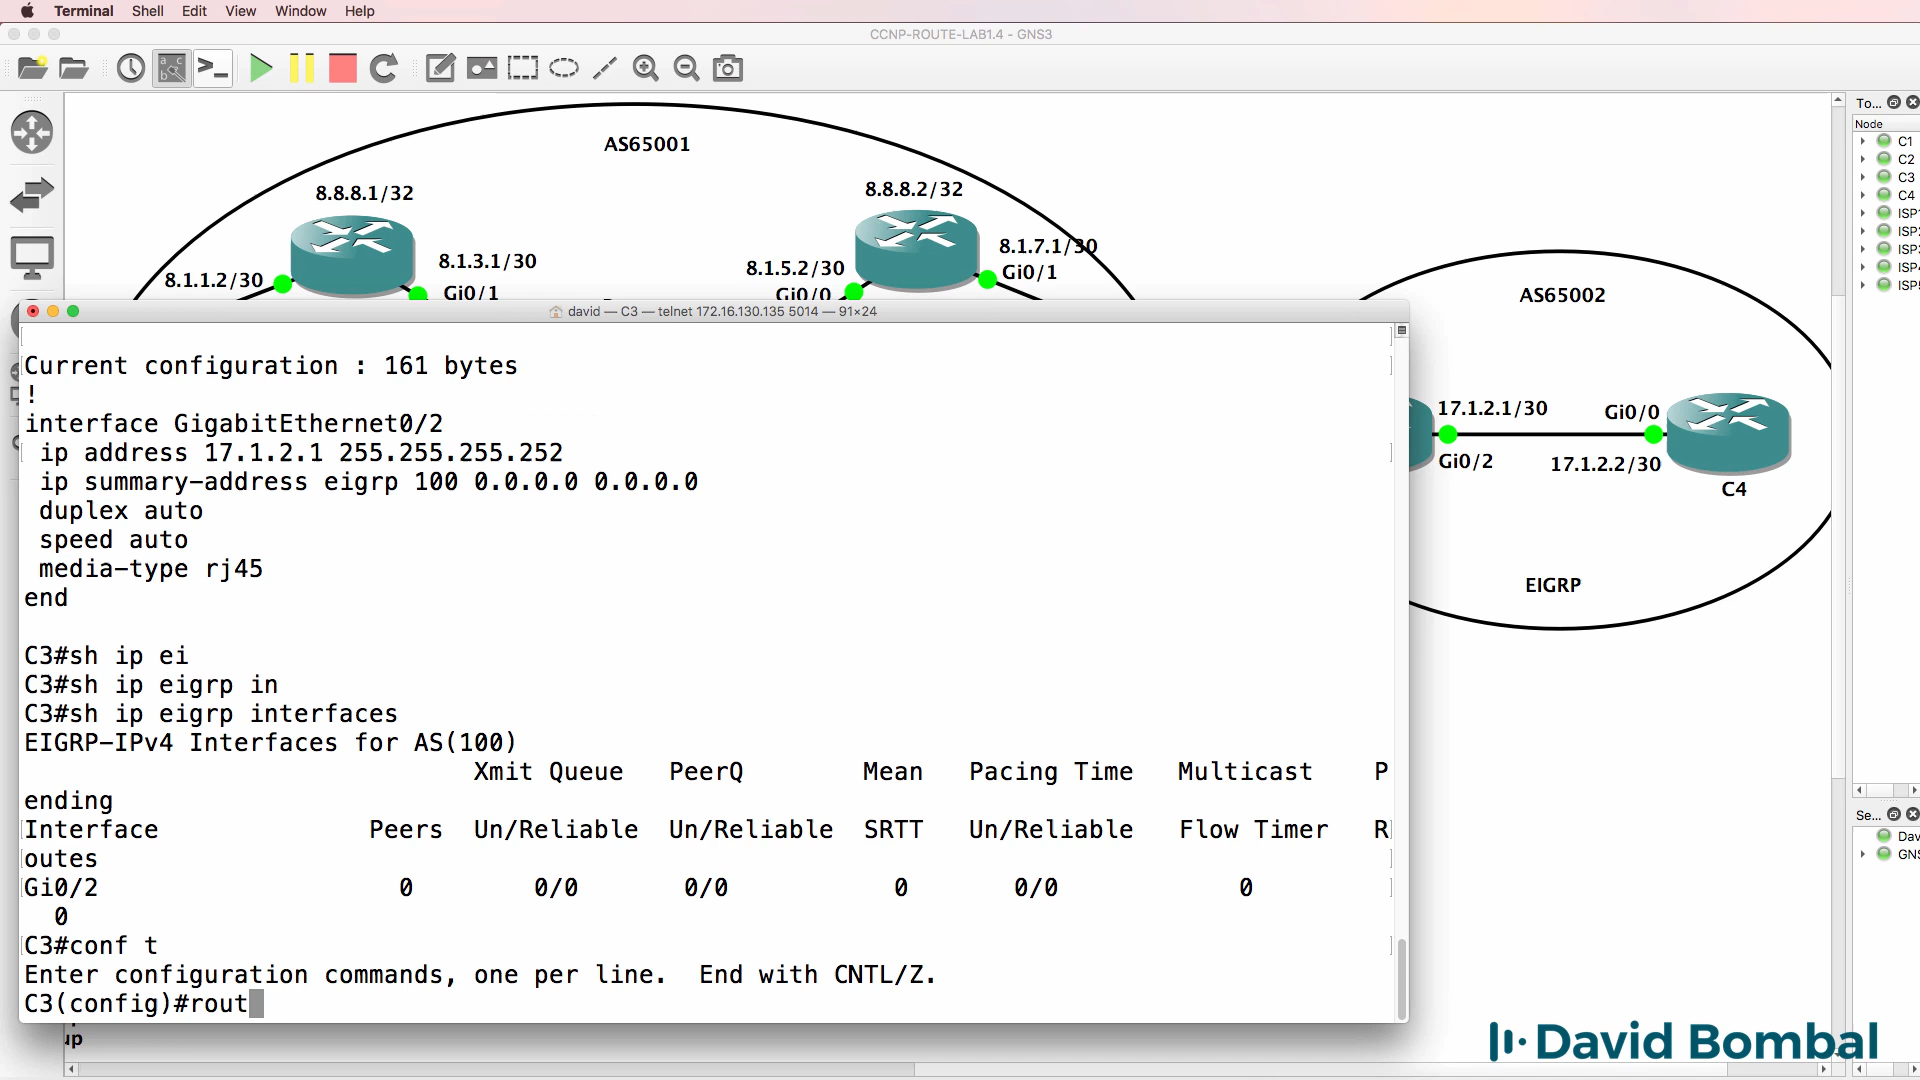 Terminal Shell Edit View Window Help
CCNP-ROUTE-LAB1.4 - GNS3
To...
Node
C1
C2
C3
C4
AS65001
8.8.8.1/32
8.8.8.2/32
8.1.1.2/30
8.1.3.1/30
Gi0/1
8.1.5.2/30
Gi0/0
8.1.7.1/30
Gi0/1
AS65002
17.1.2.1/30
Gi0/0
Gi0/2
17.1.2.2/30
C4
EIGRP
Se...
david — C3 — telnet 172.16.130.135 5014 — 91×24
Current configuration : 161 bytes
!
interface GigabitEthernet0/2
ip address 17.1.2.1 255.255.255.252
ip summary-address eigrp 100 0.0.0.0 0.0.0.0
duplex auto
speed auto
media-type rj45
end
C3#sh ip ei
C3#sh ip eigrp in
C3#sh ip eigrp interfaces
EIGRP-IPv4 Interfaces for AS(100)
Xmit Queue PeerQ Mean Pacing Time Multicast P
ending
Interface Peers Un/Reliable Un/Reliable SRTT Un/Reliable Flow Timer R
outes
Gi0/2 0 0/0 0/0 0 0/0 0
0
C3#conf t
Enter configuration commands, one per line. End with CNTL/Z.
C3(config)#rout
up
David Bombal